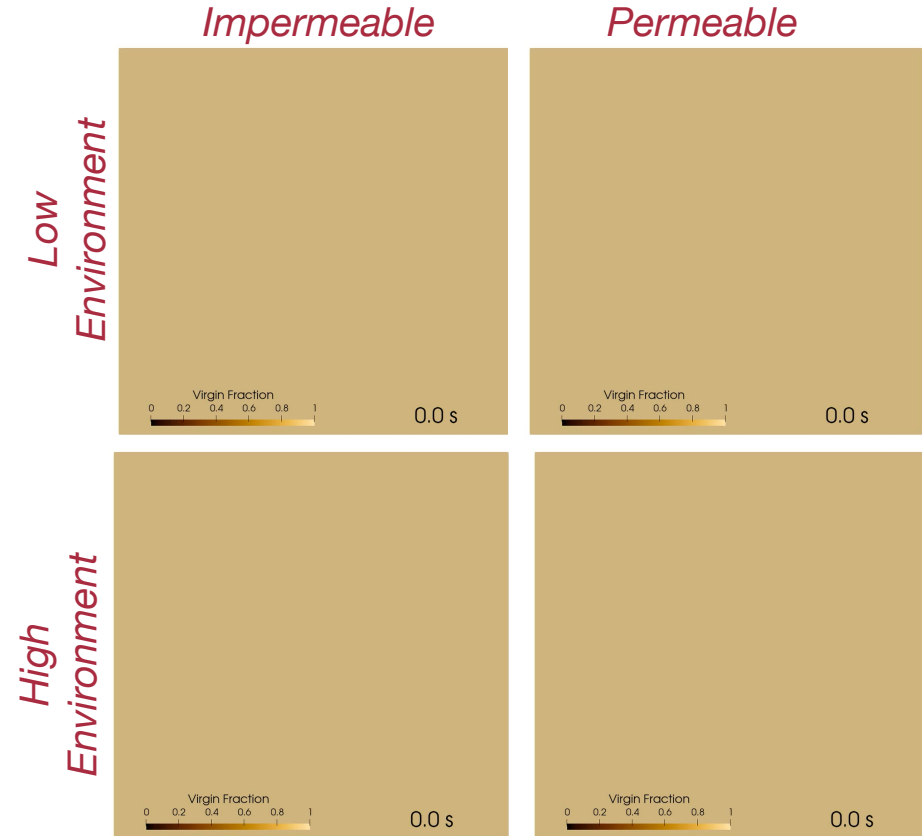 Impermeable
Permeable
Low
Environment
Virgin Fraction
0 0.2 0.4 0.6 0.8 1
0.0 s
Virgin Fraction
0 0.2 0.4 0.6 0.8 1
0.0 s
High
Environment
Virgin Fraction
0 0.2 0.4 0.6 0.8 1
0.0 s
Virgin Fraction
0 0.2 0.4 0.6 0.8 1
0.0 s